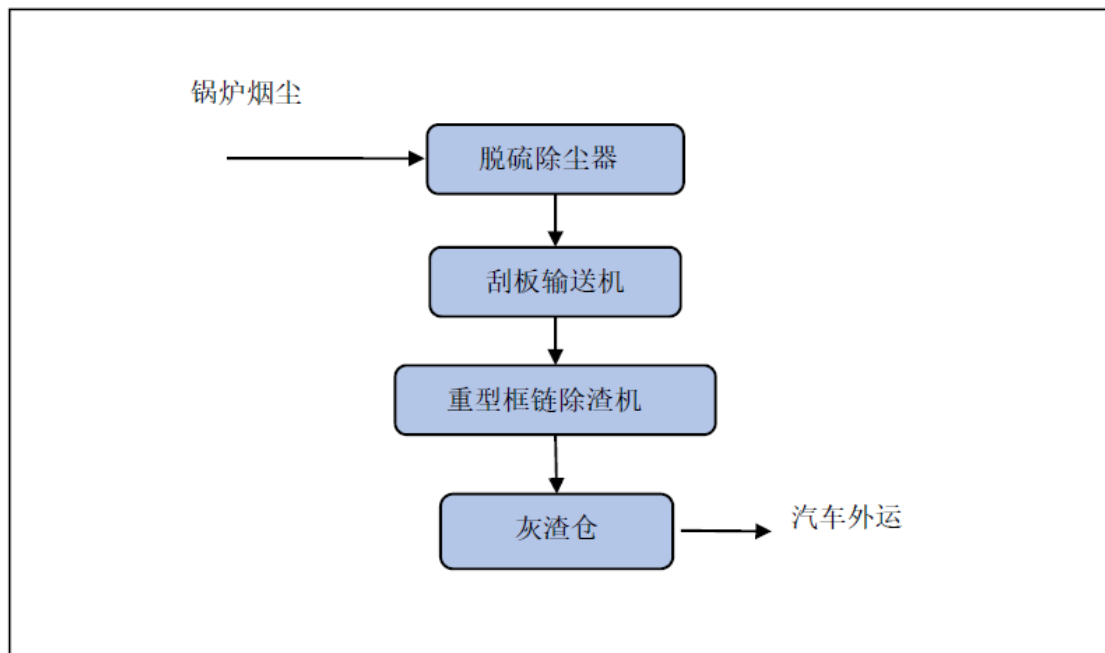 锅炉烟尘
脱硫除尘器
刮板输送机
重型框链除渣机
灰渣仓
汽车外运